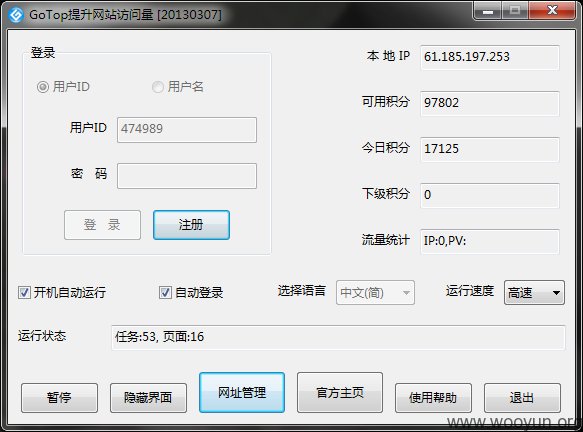 GoTop提升网站访问量 [20130307]
登录
用户ID 用户名
用户ID 474989
密 码
登 录 注册
本 地 IP 61.185.197.253
可用积分 97802
今日积分 17125
下级积分 0
流量统计 IP:0,PV:
开机自动运行 自动登录 选择语言 中文(简) 运行速度 高速
运行状态 任务:53, 页面:16
暂停 隐藏界面 网址管理 官方主页 使用帮助 退出
www.wooyun.org